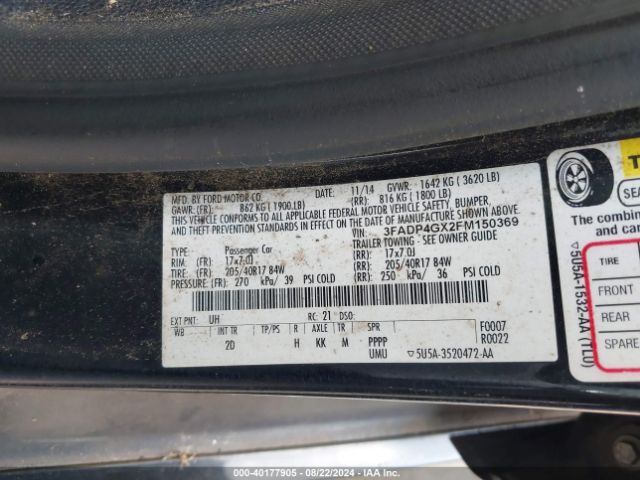 MFD. BY FORD MOTOR CO. DATE: 11/14 GVWR: 1642 KG ( 3620 LB)
GAWR: (FR): 862 KG ( 1900 LB) (RR): 816 KG ( 1800 LB)
THIS VEHICLE CONFORMS TO ALL APPLICABLE FEDERAL MOTOR VEHICLE SAFETY, BUMPER,
AND THEFT PREVENTION STANDARDS IN EFFECT ON THE DATE OF MANUFACTURE SHOWN ABOVE.
VIN: 3FADP4GX2FM150369
TYPE: Passenger Car TRAILER TOWING - SEE OWNER GUIDE
RIM: (FR) 17x7.0J (RR): 17x7.0J
TIRE: (FR) 205/40R17 84W (RR): 205/40R17 84W
PRESSURE: (FR) 270 kPa/ 39 PSI COLD (RR): 250 kPa/ 36 PSI COLD
EXT PNT: UH RC: 21 DSO: F0007
WB INT TR TP/PS R AXLE TR SPR R0022
2D H KK M PPPP
UMU ▽5U5A-3520472-AA
T
SEA
The combined
and car
▽5U5A-1532-AA (TLU)
TIRE
FRONT
REAR
SPARE
000-40177905 - 08/22/2024 - IAA Inc.